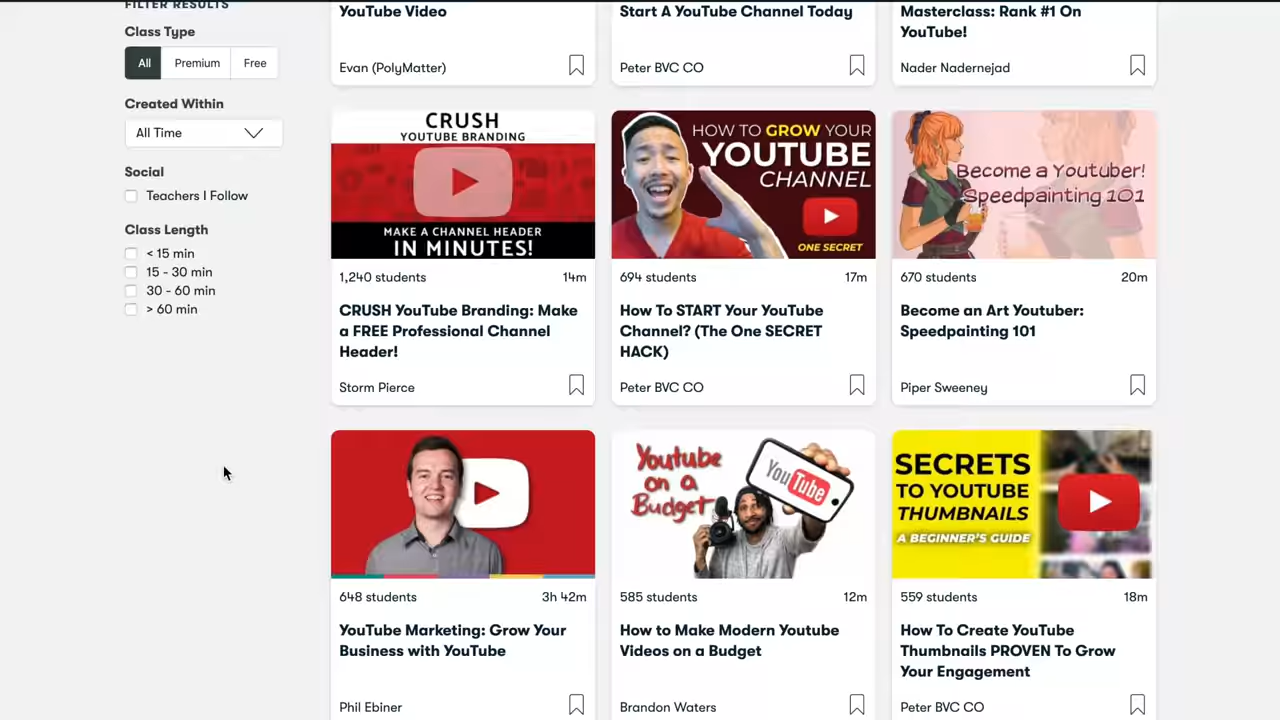 FILTER RESULTS
Class Type
All
Premium
Free
Created Within
All Time
Social
Teachers I Follow
Class Length
< 15 min
15 - 30 min
30 - 60 min
> 60 min
YouTube Video
Evan (PolyMatter)
Start A YouTube Channel Today
Peter BVC CO
Masterclass: Rank #1 On
YouTube!
Nader Nadernejad
CRUSH
YOUTUBE BRANDING
MAKE A CHANNEL HEADER
IN MINUTES!
1,240 students
14m
CRUSH YouTube Branding: Make
a FREE Professional Channel
Header!
Storm Pierce
HOW TO GROW YOUR
YOUTUBE
CHANNEL
ONE SECRET
694 students
17m
How To START Your YouTube
Channel? (The One SECRET
HACK)
Peter BVC CO
Become a Youtuber!
Speedpainting 101
670 students
20m
Become an Art Youtuber:
Speedpainting 101
Piper Sweeney
648 students
3h 42m
YouTube Marketing: Grow Your
Business with YouTube
Phil Ebiner
Youtube
on a
Budget
YouTube
585 students
12m
How to Make Modern Youtube
Videos on a Budget
Brandon Waters
SECRETS
TO YOUTUBE
THUMBNAILS
A BEGINNER'S GUIDE
559 students
18m
How To Create YouTube
Thumbnails PROVEN To Grow
Your Engagement
Peter BVC CO